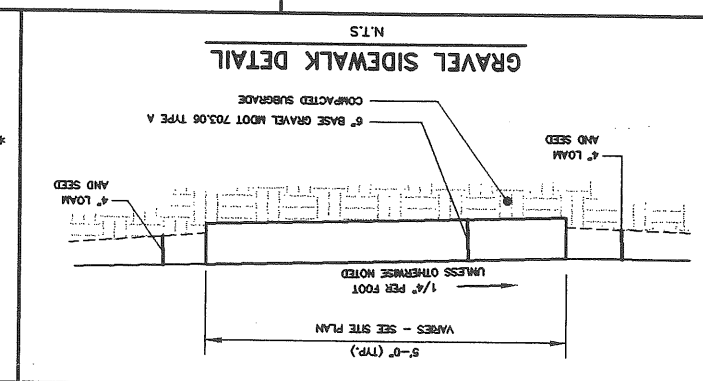 5'-0" (TYP.)
VARIES - SEE SITE PLAN
1/4" PER FOOT
UNLESS OTHERWISE NOTED
4" LOAM
AND SEED
4" LOAM
AND SEED
6" BASE GRAVEL MDOT 703.06 TYPE A
COMPACTED SUBGRADE
GRAVEL SIDEWALK DETAIL
N.T.S
*